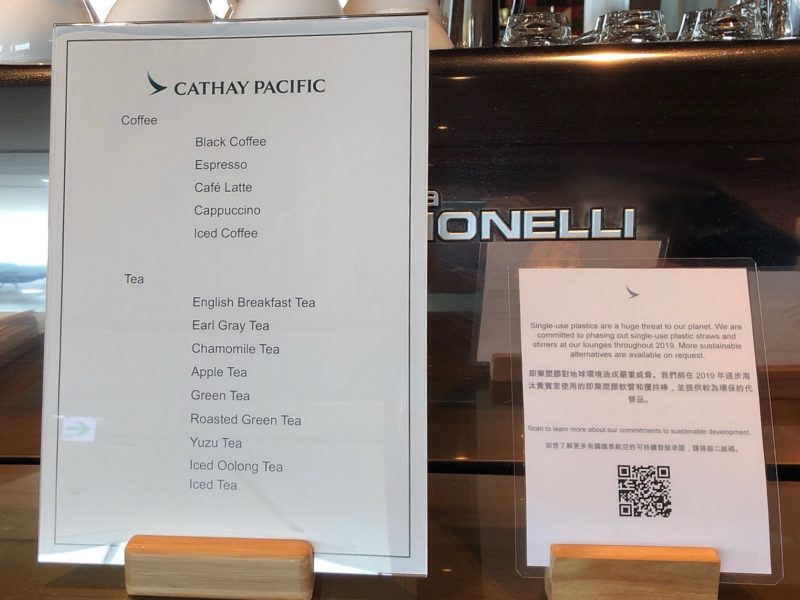 CATHAY PACIFIC
Coffee
Black Coffee
Espresso
Café Latte
Cappuccino
Iced Coffee
Tea
English Breakfast Tea
Earl Gray Tea
Chamomile Tea
Apple Tea
Green Tea
Roasted Green Tea
Yuzu Tea
Iced Oolong Tea
Iced Tea
a
IONELLI
Single-use plastics are a huge threat to our planet. We are
committed to phasing out single-use plastic straws and
stirrers at our lounges throughout 2019. More sustainable
alternatives are available on request.
即棄塑膠對地球環境造成嚴重威脅。我們將在 2019 年逐步淘
汰貴賓室使用的即棄塑膠飲管和攪拌棒，並提供較為環保的代
替品。
Scan to learn more about our commitments to sustainable development.
如想了解更多有關國泰航空的可持續發展承諾，請掃描二維碼。